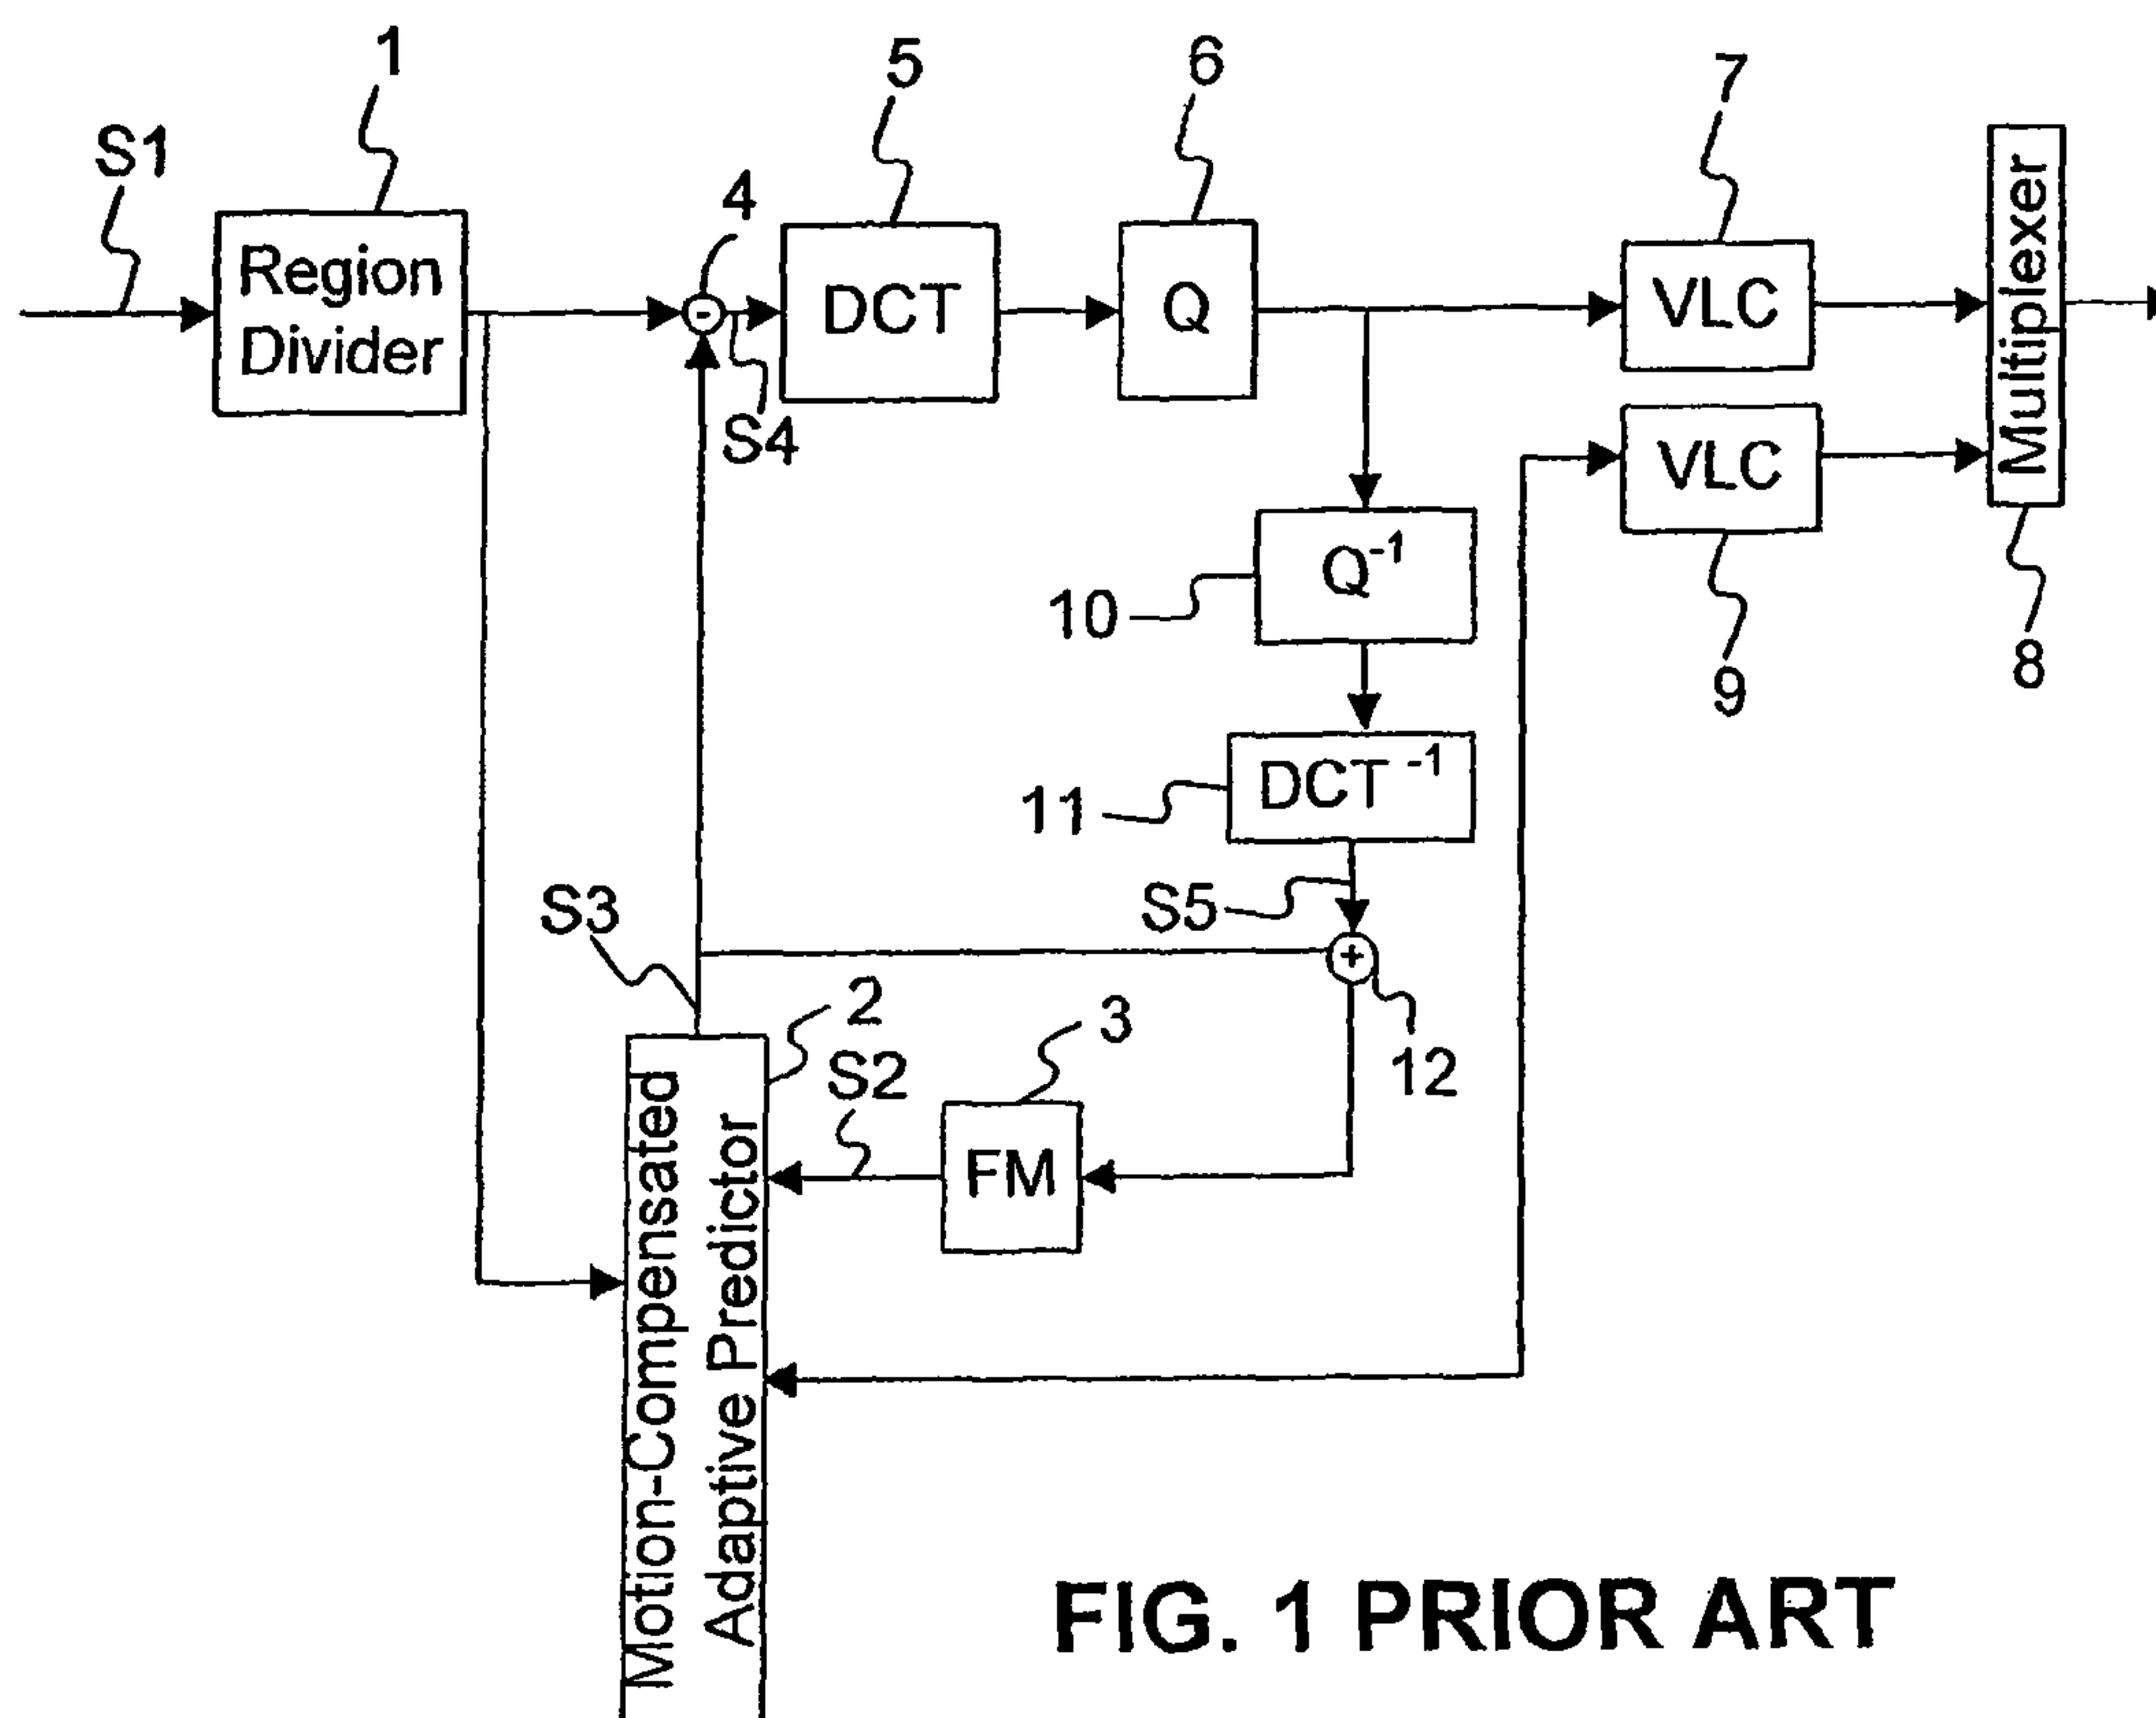 1
5
6
7
S1
4
Region
Divider
DCT
Q
VLC
Multiplexer
S4
VLC
Q-1
10
8
9
DCT -1
11
S3
S5
+
2
3
12
S2
FM
Motion-Compensated
Adaptive Predictor
FIG. 1 PRIOR ART